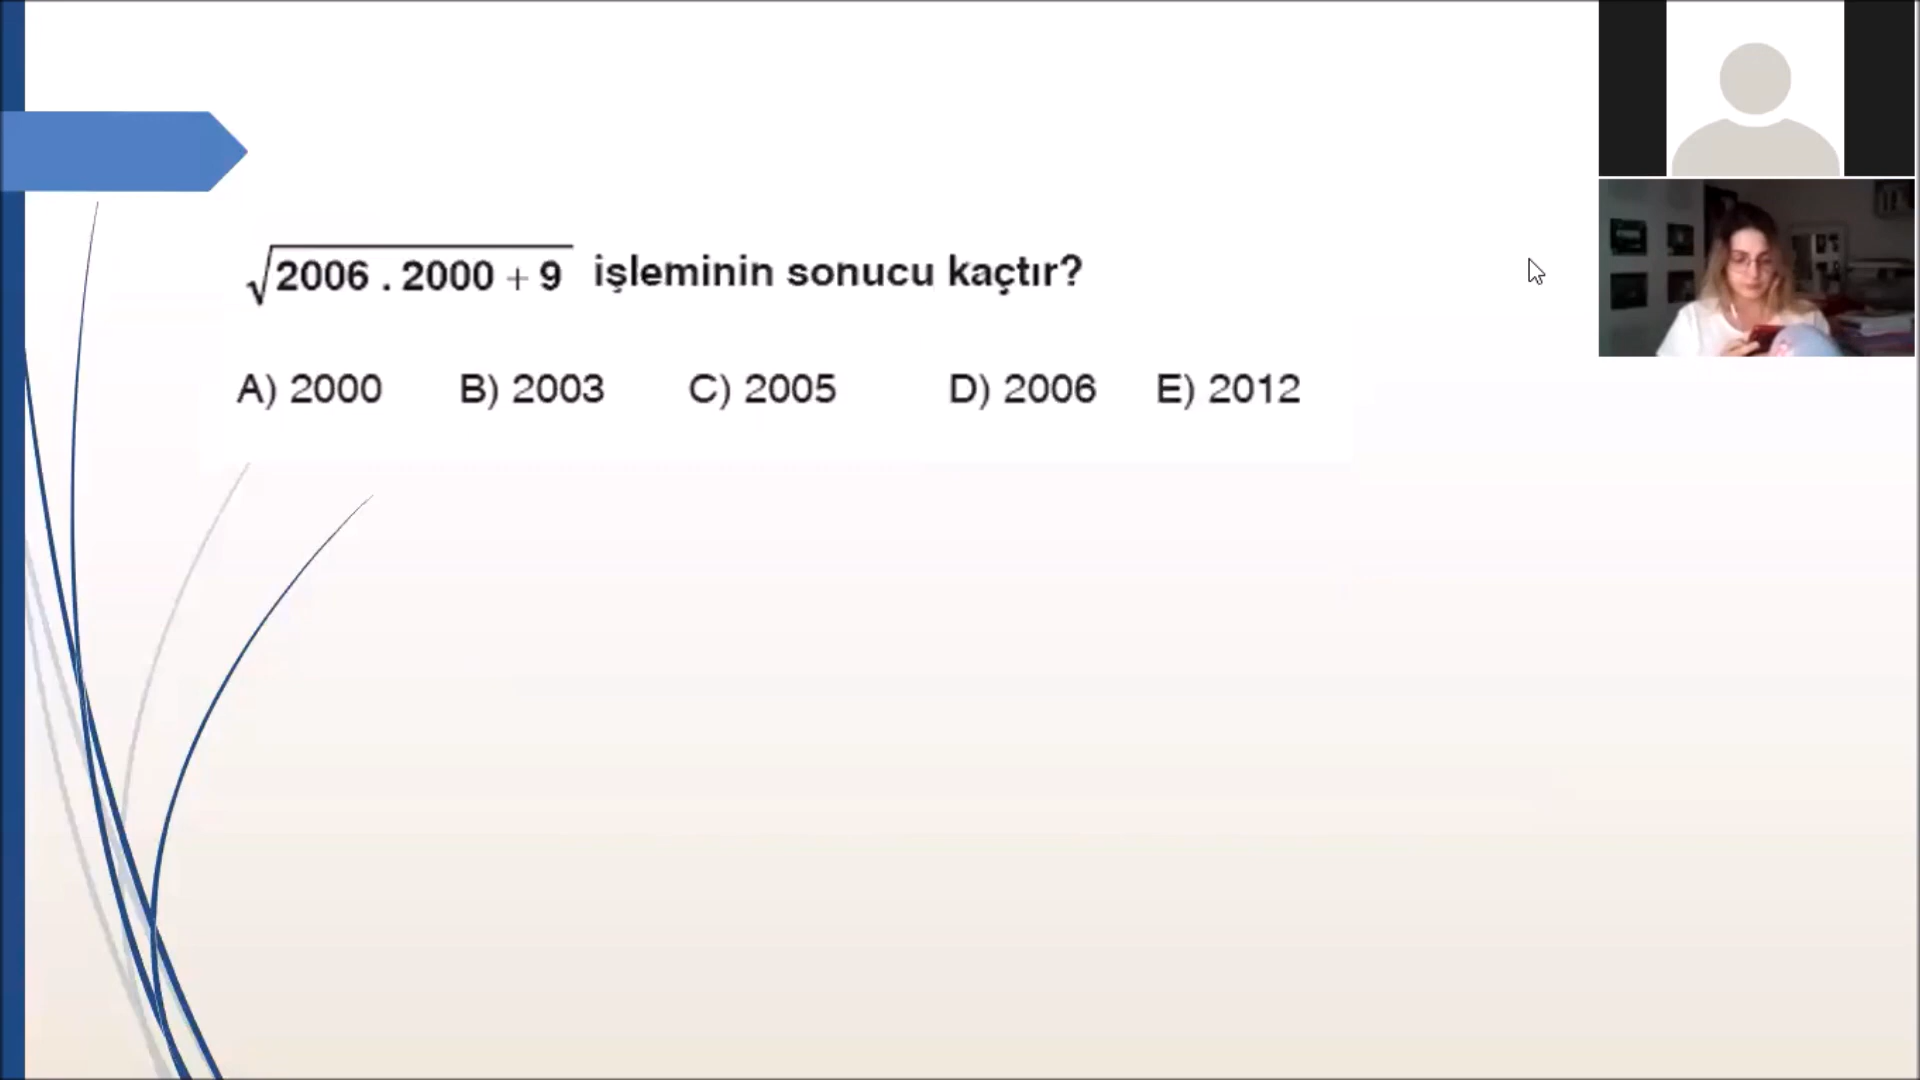 √2006 . 2000 + 9 işleminin sonucu kaçtır?
A) 2000 B) 2003 C) 2005 D) 2006 E) 2012